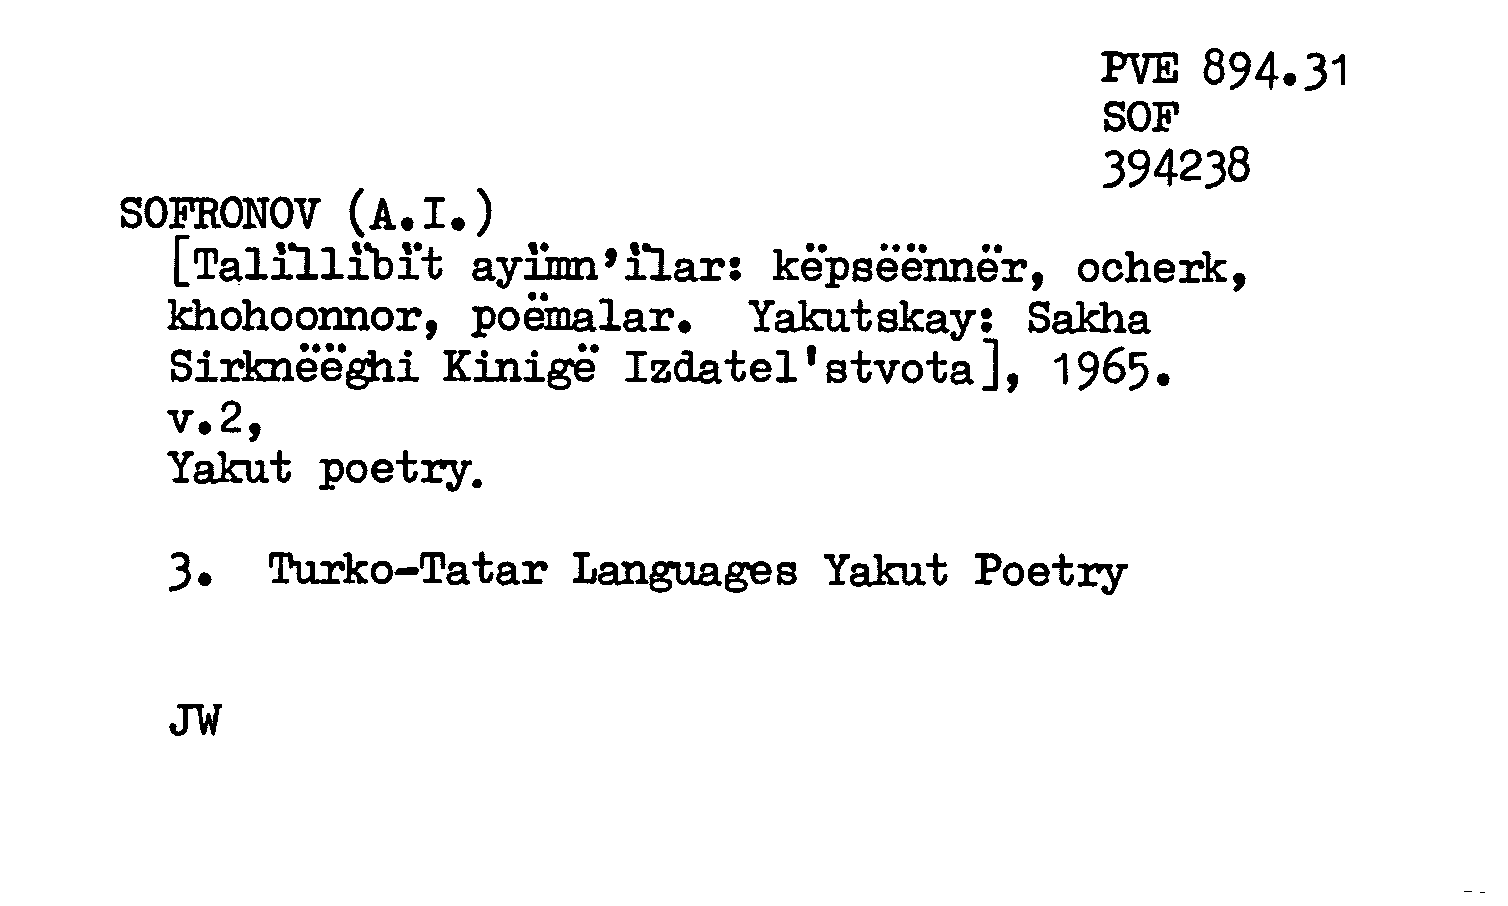 PVE 894.31
SOF
394238
SOFRONOV (A.I.)
[Talïllïbït ayïmn'ïlar: këpsëënnër, ocherk,
khohoonnor, poëmalar. Yakutskay: Sakha
Sirknëëghi Kinigë Izdatel'stvota], 1965.
v.2,
Yakut poetry.
3. Turko-Tatar Languages Yakut Poetry
JW